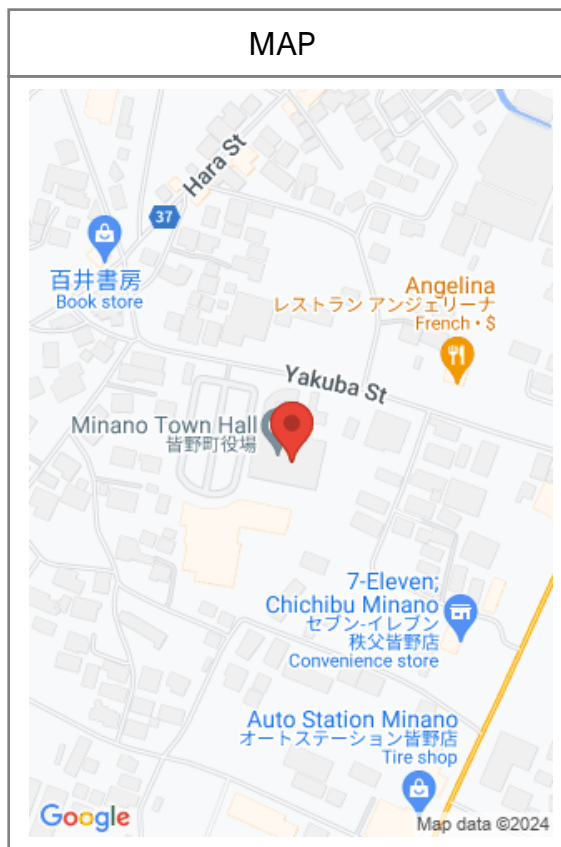 MAP
Hara St
37
百井書房
Book store
Angelina
レストラン アンジェリーナ
French • $
Yakuba St
Minano Town Hall
皆野町役場
7-Eleven;
Chichibu Minano
セブン-イレブン
秩父皆野店
Convenience store
Auto Station Minano
オートステーション皆野店
Tire shop
Google
Map data ©2024